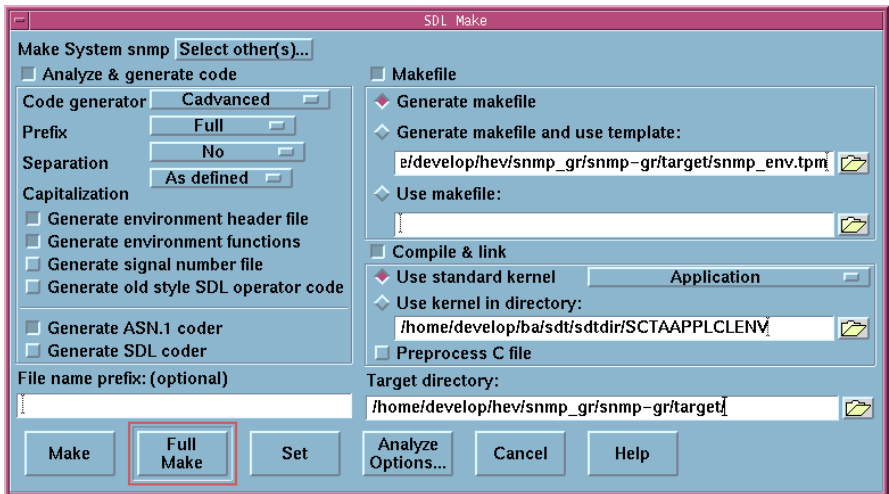 SDL Make
Make System snmp Select other(s)...
Analyze & generate code
Code generator Cadvanced
Prefix Full
Separation No
Capitalization As defined
Generate environment header file
Generate environment functions
Generate signal number file
Generate old style SDL operator code
Generate ASN.1 coder
Generate SDL coder
File name prefix: (optional)
Makefile
Generate makefile
Generate makefile and use template:
e/develop/hev/snmp_gr/snmp-gr/target/snmp_env.tpm
Use makefile:
Compile & link
Use standard kernel Application
Use kernel in directory:
/home/develop/ba/sdt/sdtdir/SCTAAPPLCLENV
Preprocess C file
Target directory:
/home/develop/hev/snmp_gr/snmp-gr/target/
Make Full Make Set Analyze Options... Cancel Help